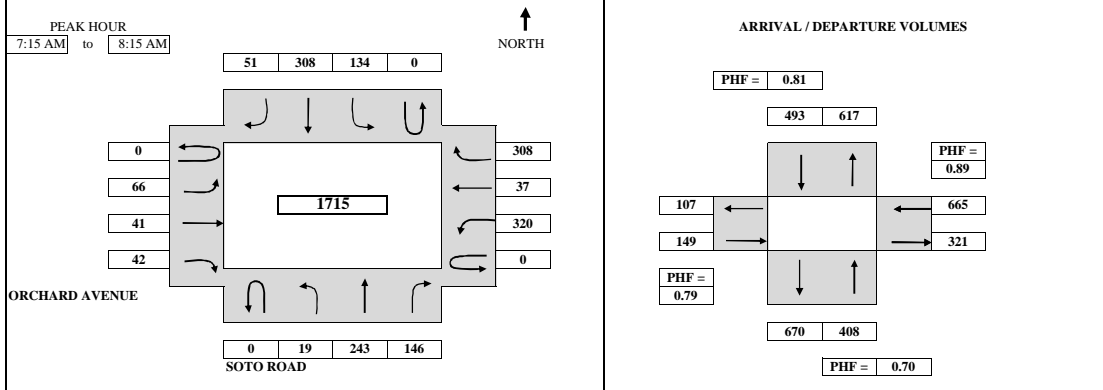 PEAK HOUR
7:15 AM to 8:15 AM
NORTH
51 308 134 0
0 308
66 37
1715
41 320
42 0
ORCHARD AVENUE
0 19 243 146
SOTO ROAD
ARRIVAL / DEPARTURE VOLUMES
PHF = 0.81
493 617
PHF =
0.89
107 665
149 321
PHF =
0.79
670 408
PHF = 0.70